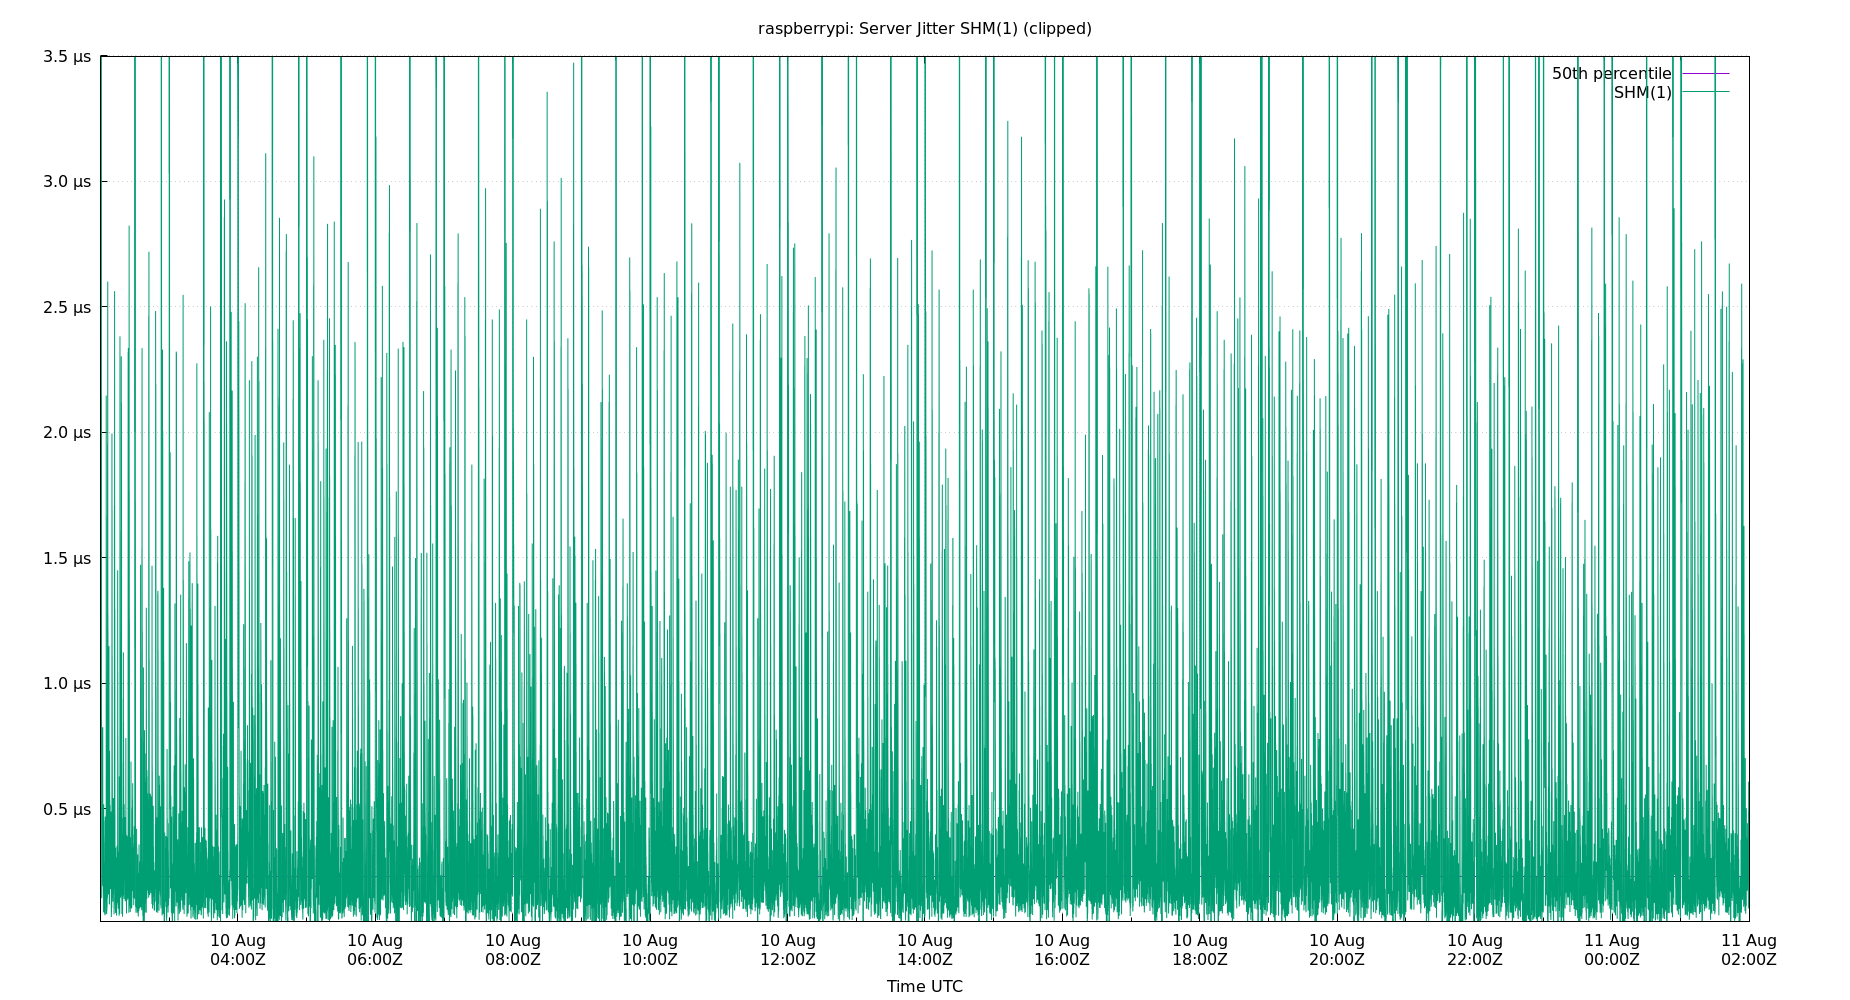 raspberrypi: Server Jitter SHM(1) (clipped)
3.5 µs
3.0 µs
2.5 µs
2.0 µs
1.5 µs
1.0 µs
0.5 µs
50th percentile
SHM(1)
10 Aug 10 Aug 10 Aug 10 Aug 10 Aug 10 Aug 10 Aug 10 Aug 10 Aug 10 Aug 11 Aug 11 Aug
04:00Z 06:00Z 08:00Z 10:00Z 12:00Z 14:00Z 16:00Z 18:00Z 20:00Z 22:00Z 00:00Z 02:00Z
Time UTC